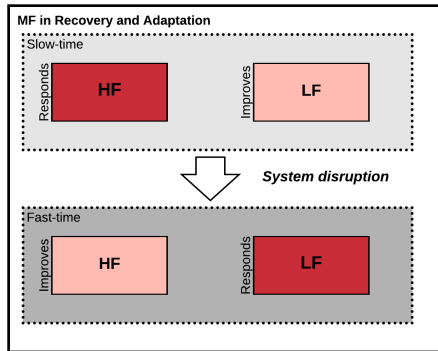 MF in Recovery and Adaptation
Slow-time
Responds
HF
Improves
LF
System disruption
Fast-time
Improves
HF
Responds
LF